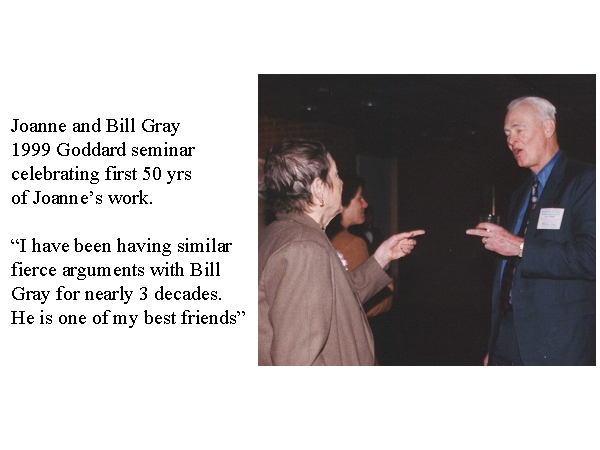 Joanne and Bill Gray
1999 Goddard seminar
celebrating first 50 yrs
of Joanne’s work.
“I have been having similar
fierce arguments with Bill
Gray for nearly 3 decades.
He is one of my best friends”